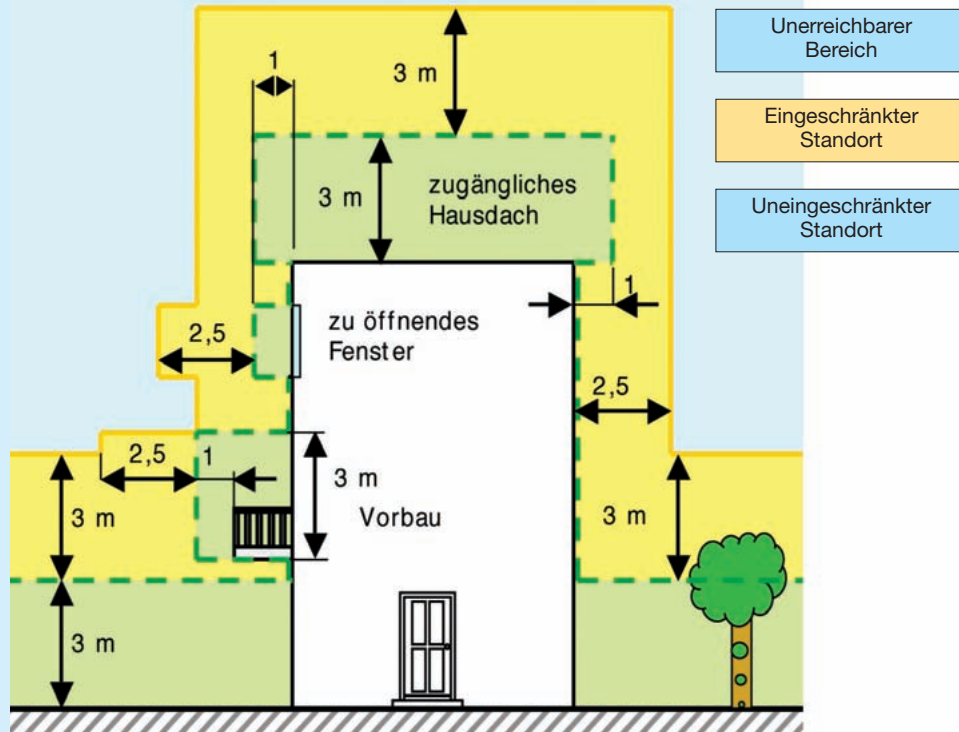 1
3 m
Unerreichbarer
Bereich
Eingeschränkter
Standort
Uneingeschränkter
Standort
3 m
zugängliches
Hausdach
1
2,5
zu öffnendes
Fenster
2,5
2,5
1
3 m
3 m
Vorbau
3 m
3 m